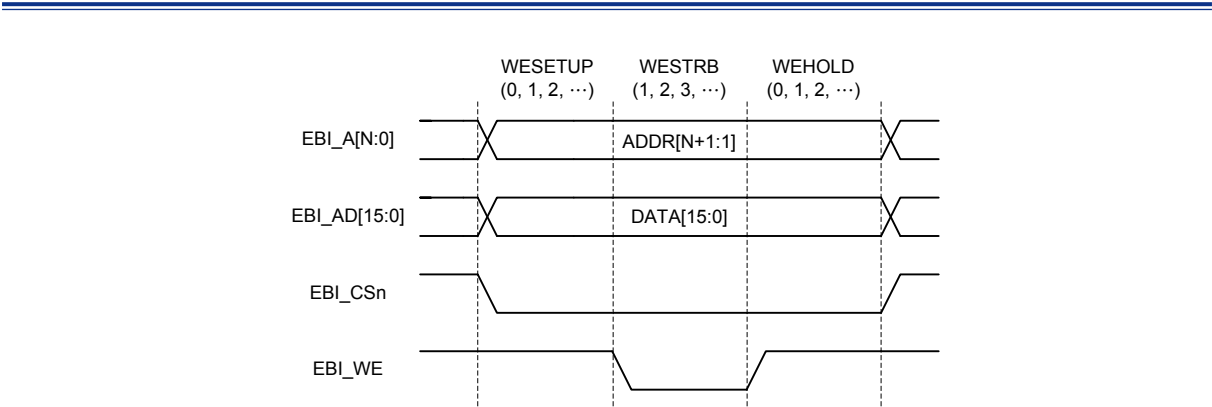 WESETUP WESTRB WEHOLD
(0, 1, 2, ⋯) (1, 2, 3, ⋯) (0, 1, 2, ⋯)
EBI_A[N:0] ADDR[N+1:1]
EBI_AD[15:0] DATA[15:0]
EBI_CSn
EBI_WE